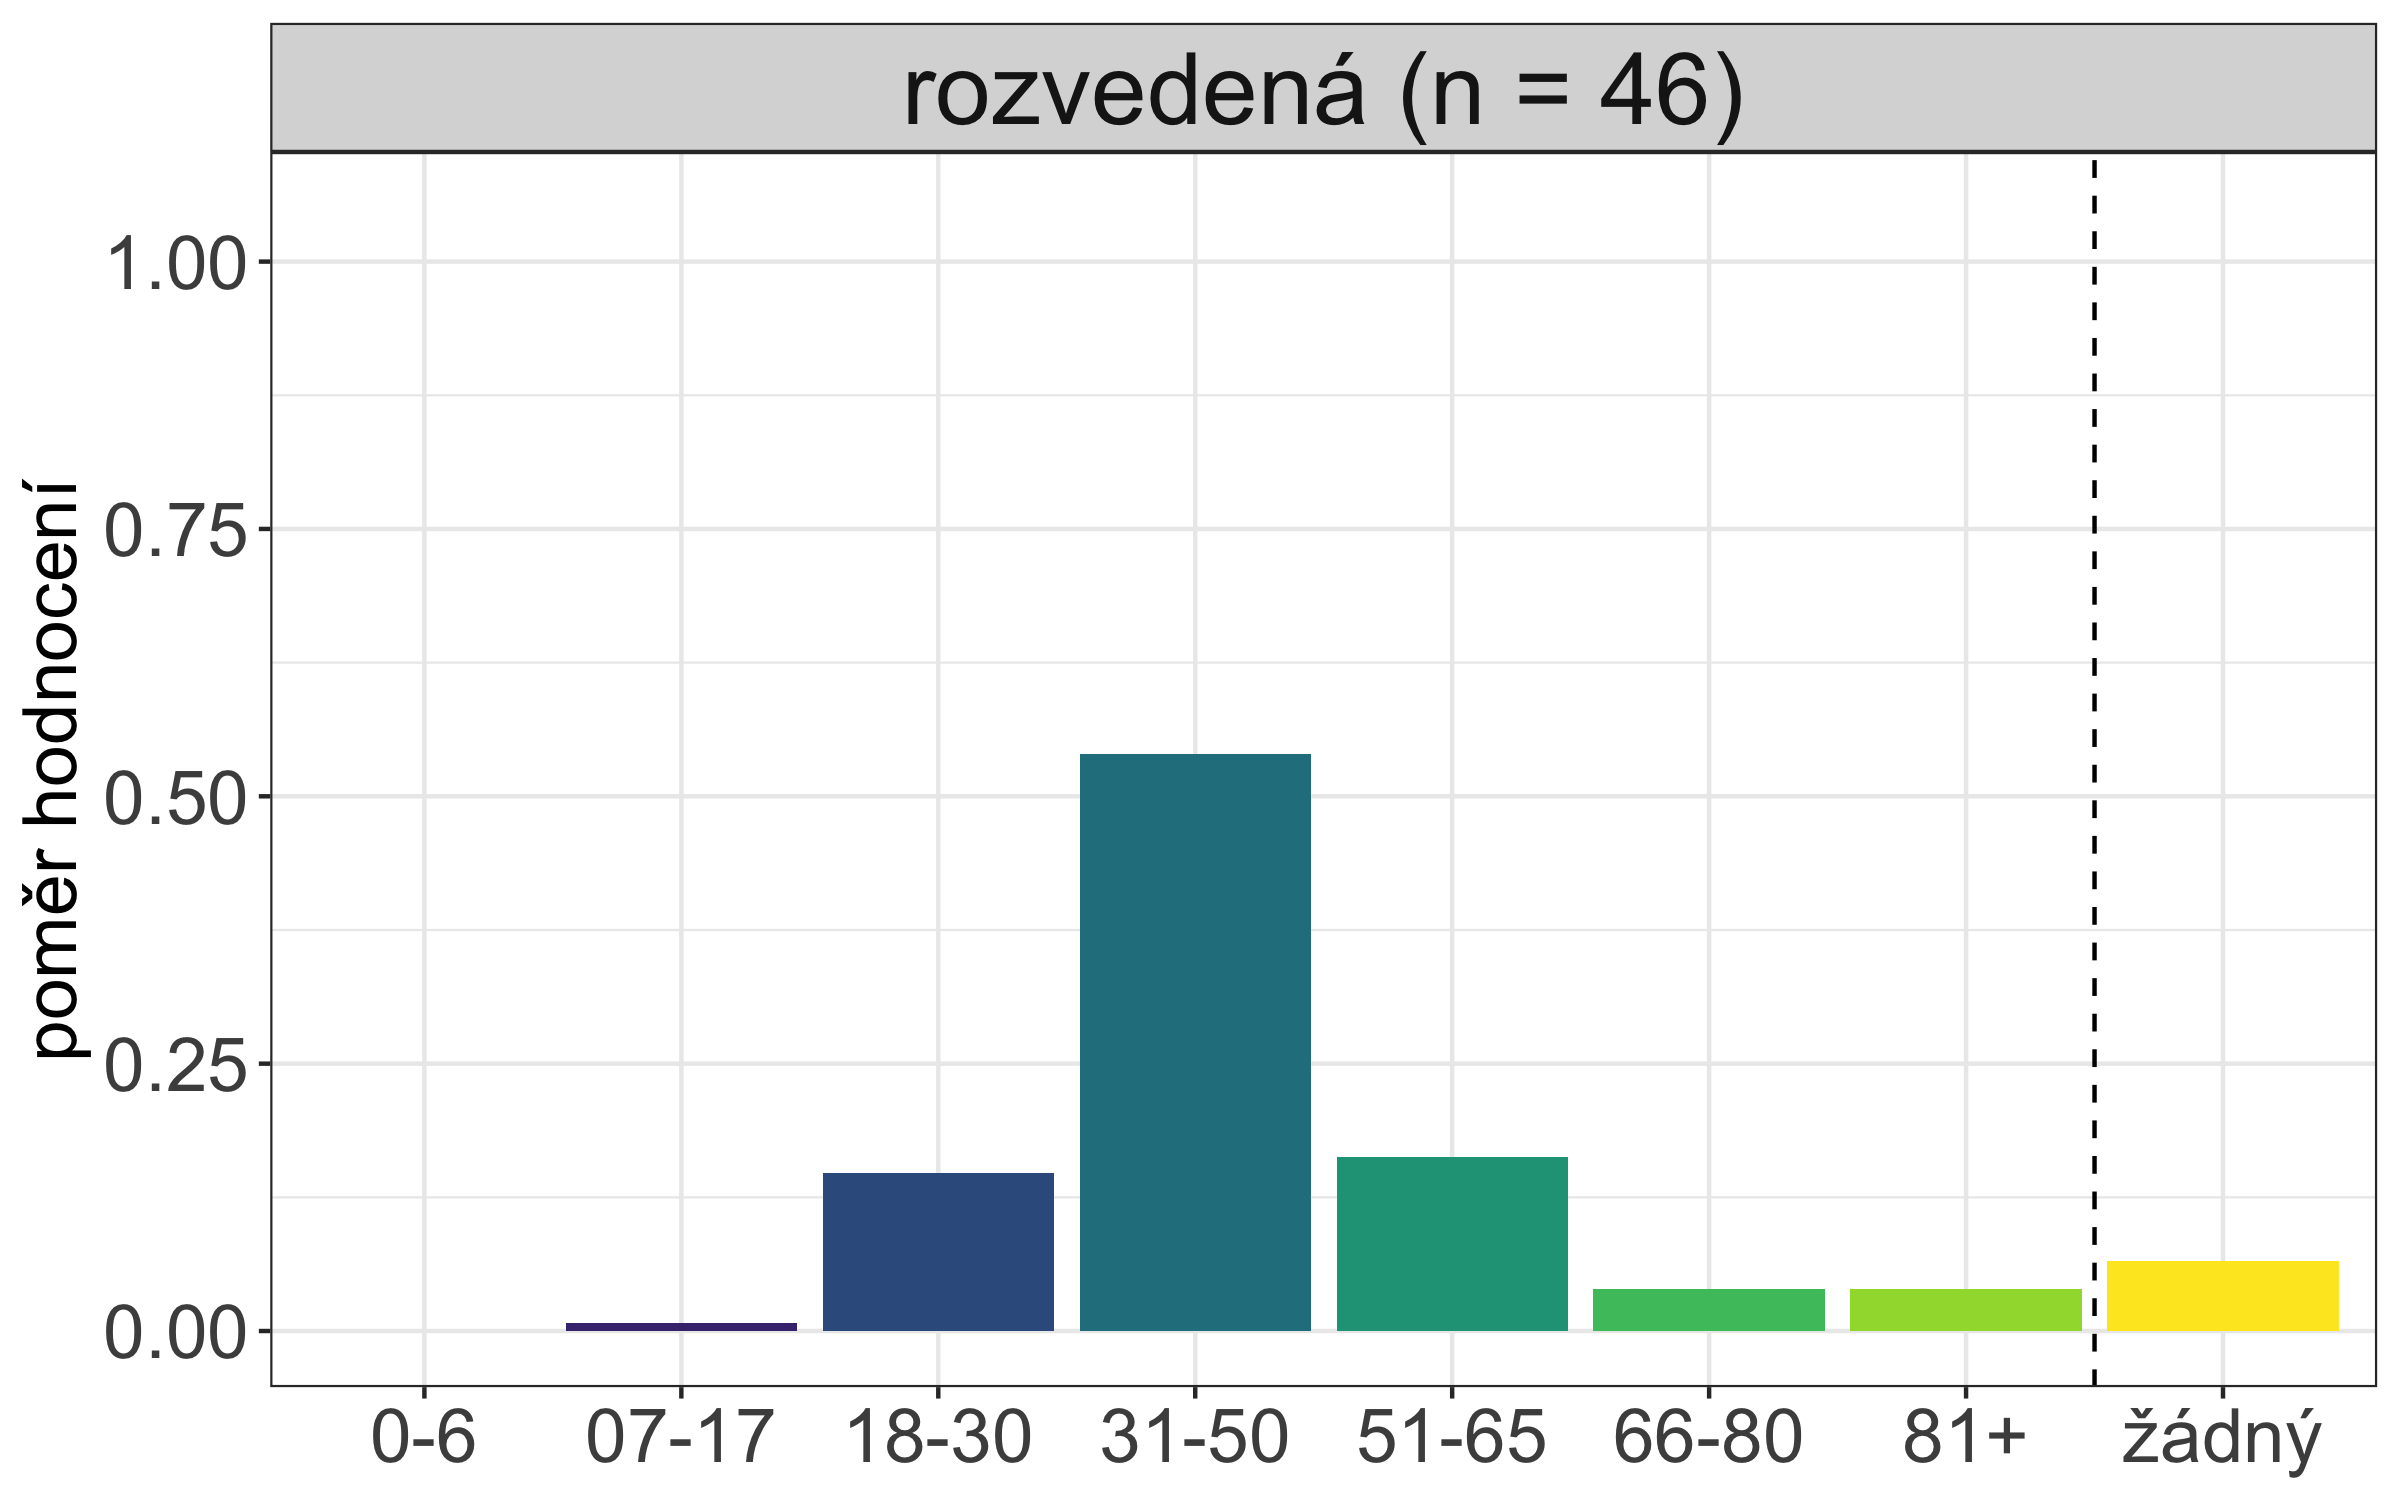 rozvedená (n = 46)
poměr hodnocení
1.00
0.75
0.50
0.25
0.00
0-6 07-17 18-30 31-50 51-65 66-80 81+ žádný